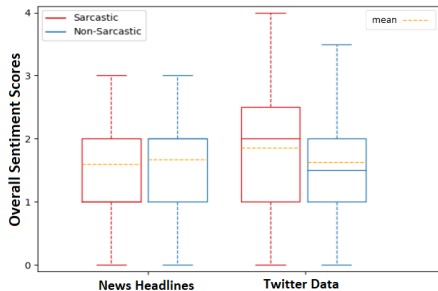 Sarcastic
Non-Sarcastic
mean
Overall Sentiment Scores
4
3
2
1
0
News Headlines
Twitter Data